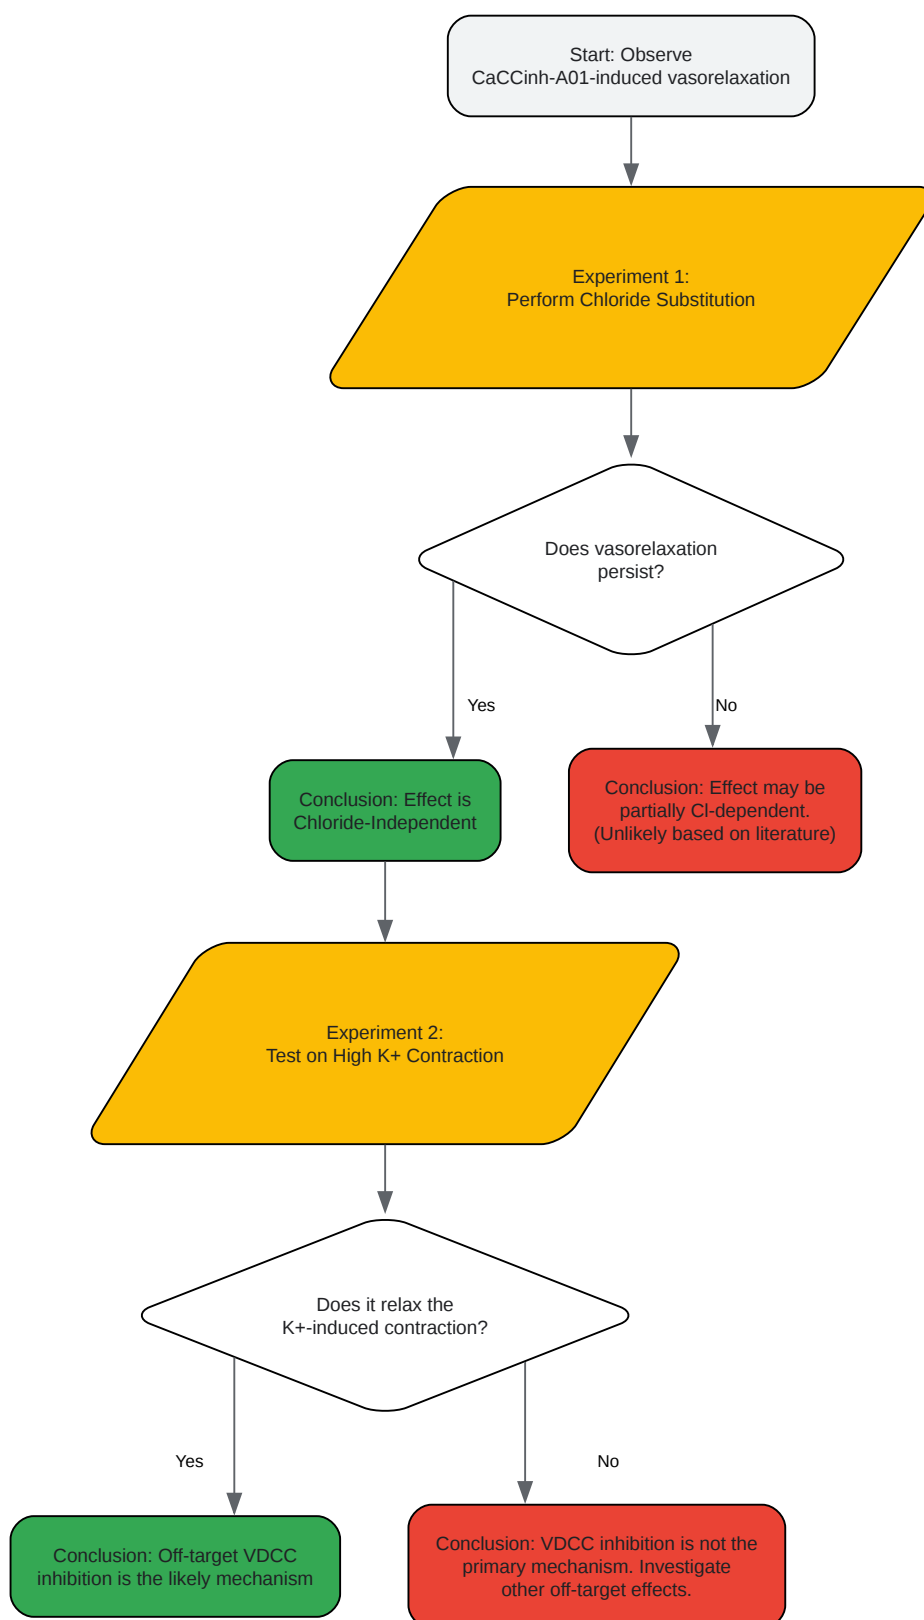 Start: Observe
CaCCinh-A01-induced vasorelaxation
Experiment 1:
Perform Chloride Substitution
Does vasorelaxation
persist?
Yes
No
Conclusion: Effect is
Chloride-Independent
Conclusion: Effect may be
partially Cl-dependent.
(Unlikely based on literature)
Experiment 2:
Test on High K+ Contraction
Does it relax the
K+-induced contraction?
Yes
No
Conclusion: Off-target VDCC
inhibition is the likely mechanism
Conclusion: VDCC inhibition is not the
primary mechanism. Investigate
other off-target effects.